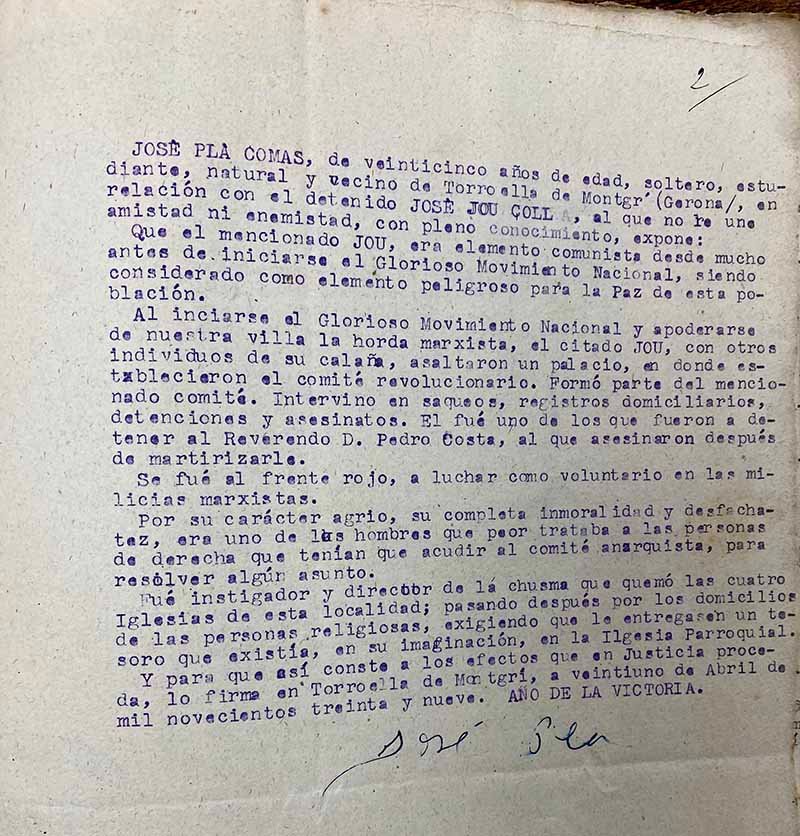 2/
JOSÉ PLA COMAS, de veinticinco años de edad, soltero, estu-
diante, natural y vecino de Torroella de Montgr' (Gerona/, en
relación con el detenido JOSÉ JOU COLL A, al que no le une
amistad ni enemistad, con pleno conocimiento, expone:
Que el mencionado JOU, era elemento comunista desde mucho
antes de iniciarse el Glorioso Movimiento Nacional, siendo
considerado como elemento peligroso para la Paz de esta po-
blación.
Al inciarse el Glorioso Movimiento Nacional y apoderarse
de nuestra villa la horda marxista, el citado JOU, con otros
individuos de su calaña, asaltaron un palacio, en donde es-
tablecieron el comité revolucionario. Formó parte del mencio-
nado comité. Intervino en saqueos, registros domiciliarios,
detenciones y asesinatos. El fué uno de los que fueron a de-
tener al Reverendo D. Pedro Costa, al que asesinaron después
de martirizarle.
Se fué al frente rojo, a luchar como voluntario en las mi-
licias marxistas.
Por su carácter agrio, su completa inmoralidad y desfacha-
tez, era uno de los hombres que peor trataba a las personas
de derecha que tenían que acudir al comité anarquista, para
resolver algún asunto.
Fué instigador y director de la chusma que quemó las cuatro
Iglesias de esta localidad; pasando después por los domicilios
de las personas religiosas, exigiendo que le entregasen un te-
soro que existía, en su imaginación, en la Ilgesia Parroquial.
Y para que así conste a los efectos que en Justicia proce-
da, lo firma en Torroella de Montgrí, a veintiuno de Abril de
mil novecientos treinta y nueve. AÑO DE LA VICTORIA.
José Pla